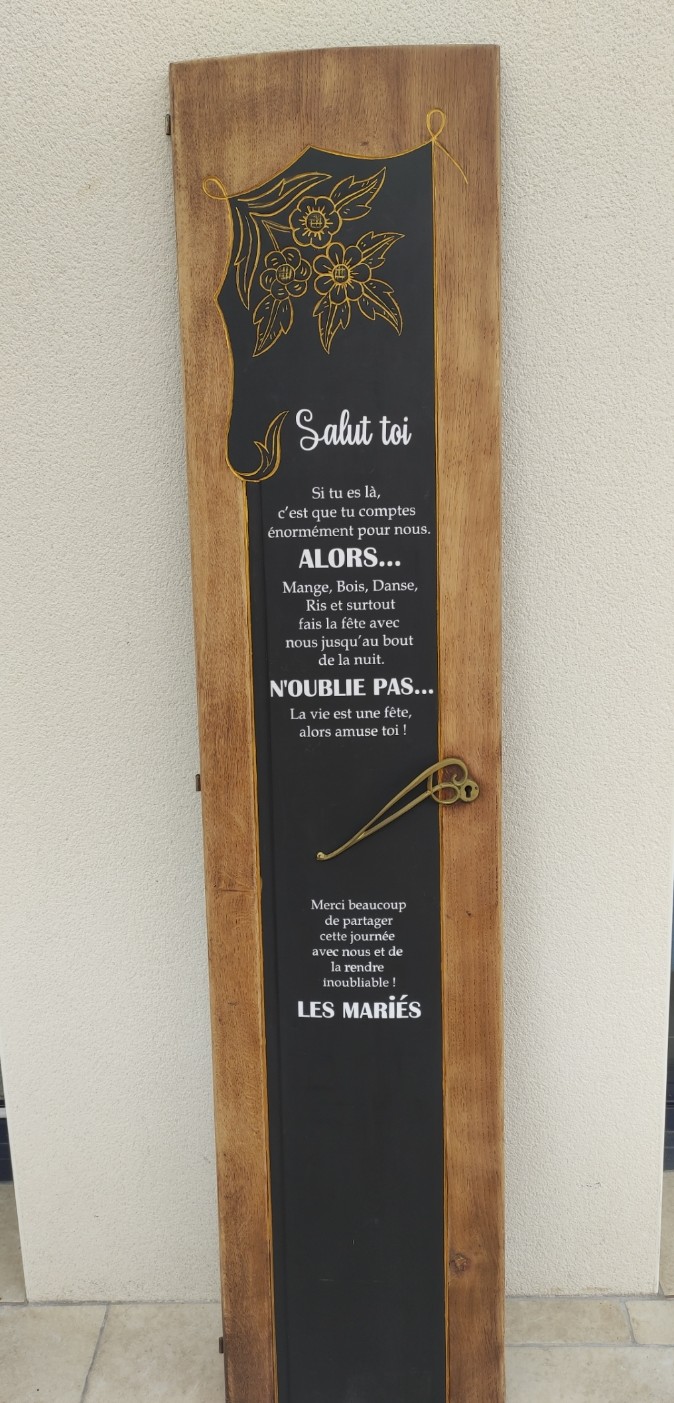 Salut toi
Si tu es là,
c'est que tu comptes
énormément pour nous.
ALORS...
Mange, Bois, Danse,
Ris et surtout
fais la fête avec
nous jusqu'au bout
de la nuit.
N'OUBLIE PAS...
La vie est une fête,
alors amuse toi !
Merci beaucoup
de partager
cette journée
avec nous et de
la rendre
inoubliable !
LES MARiÉS